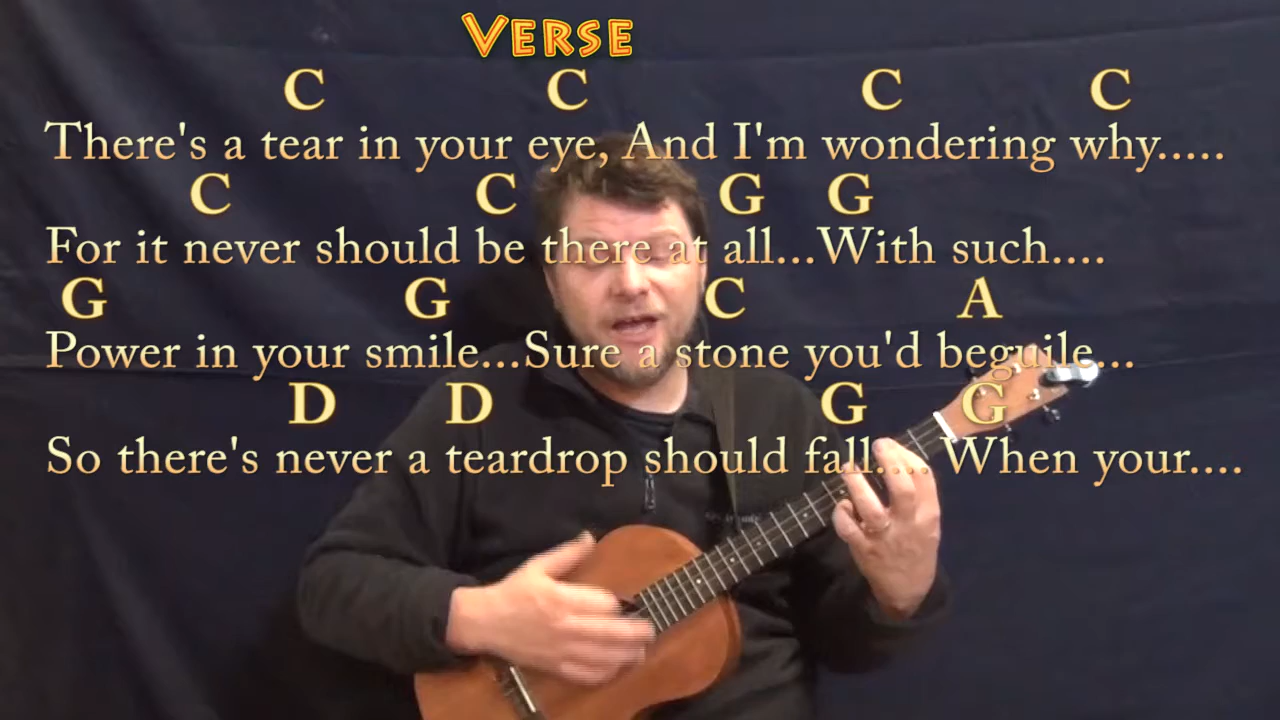 VERSE
C C C C
There's a tear in your eye, And I'm wondering why.....
C C G G
For it never should be there at all...With such....
G G C A
Power in your smile...Sure a stone you'd beguile...
D D G G
So there's never a teardrop should fall.... When your....